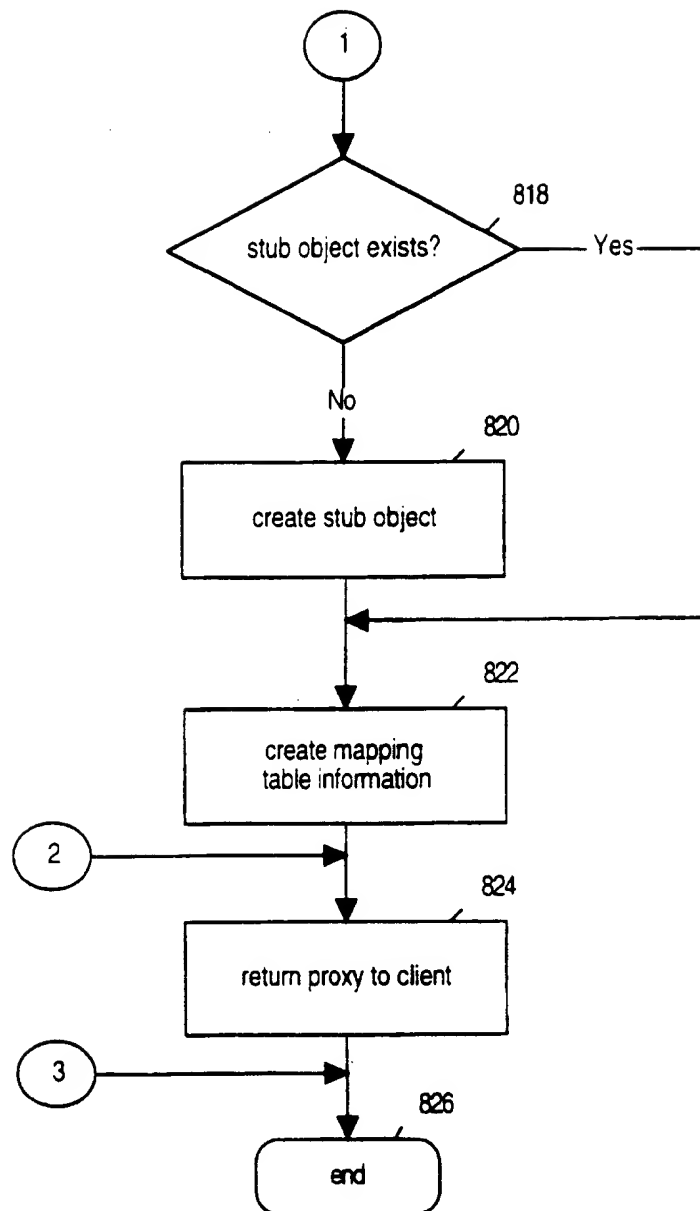 1
818
stub object exists?
Yes
No
820
create stub object
822
create mapping
table information
2
824
return proxy to client
3
826
end